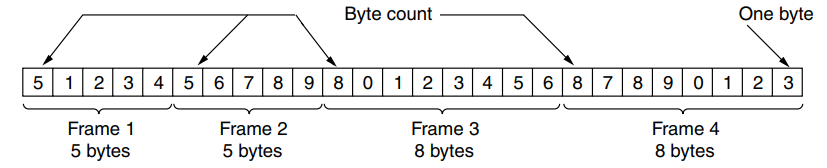 Byte count One byte
5 1 2 3 4 5 6 7 8 9 8 0 1 2 3 4 5 6 8 7 8 9 0 1 2 3
Frame 1 Frame 2 Frame 3 Frame 4
5 bytes 5 bytes 8 bytes 8 bytes